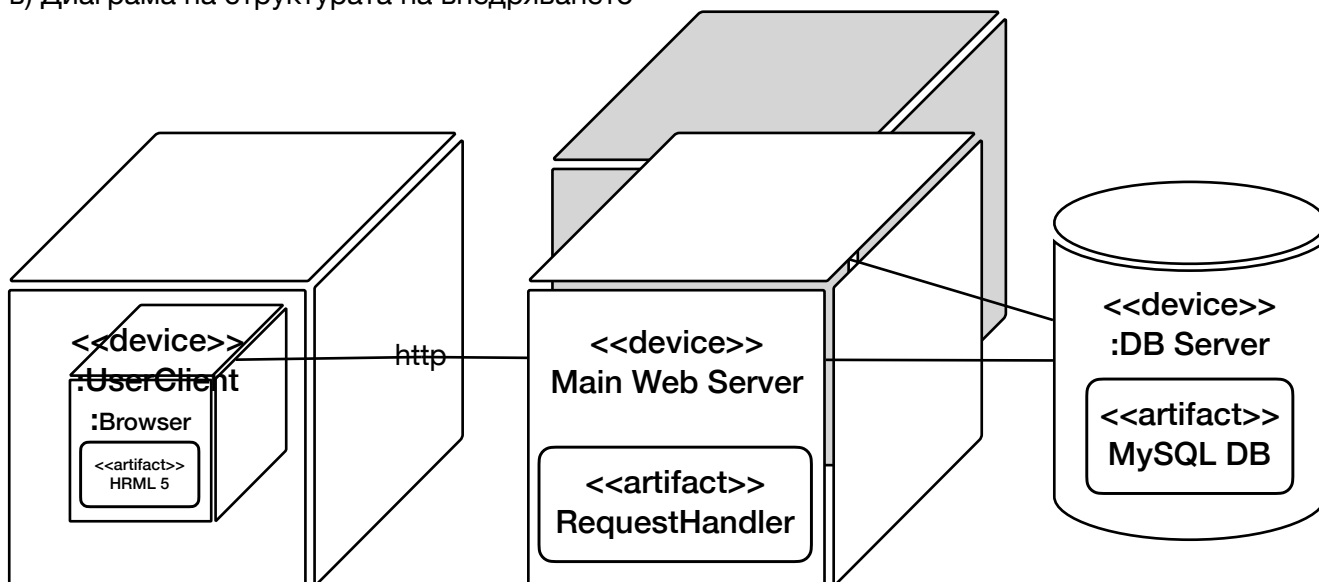 в) Диаграма на структурата на внедряването
<<device>>
:UserClient
:Browser
<<artifact>>
HRML 5
http
<<device>>
Main Web Server
<<artifact>>
RequestHandler
<<device>>
:DB Server
<<artifact>>
MySQL DB